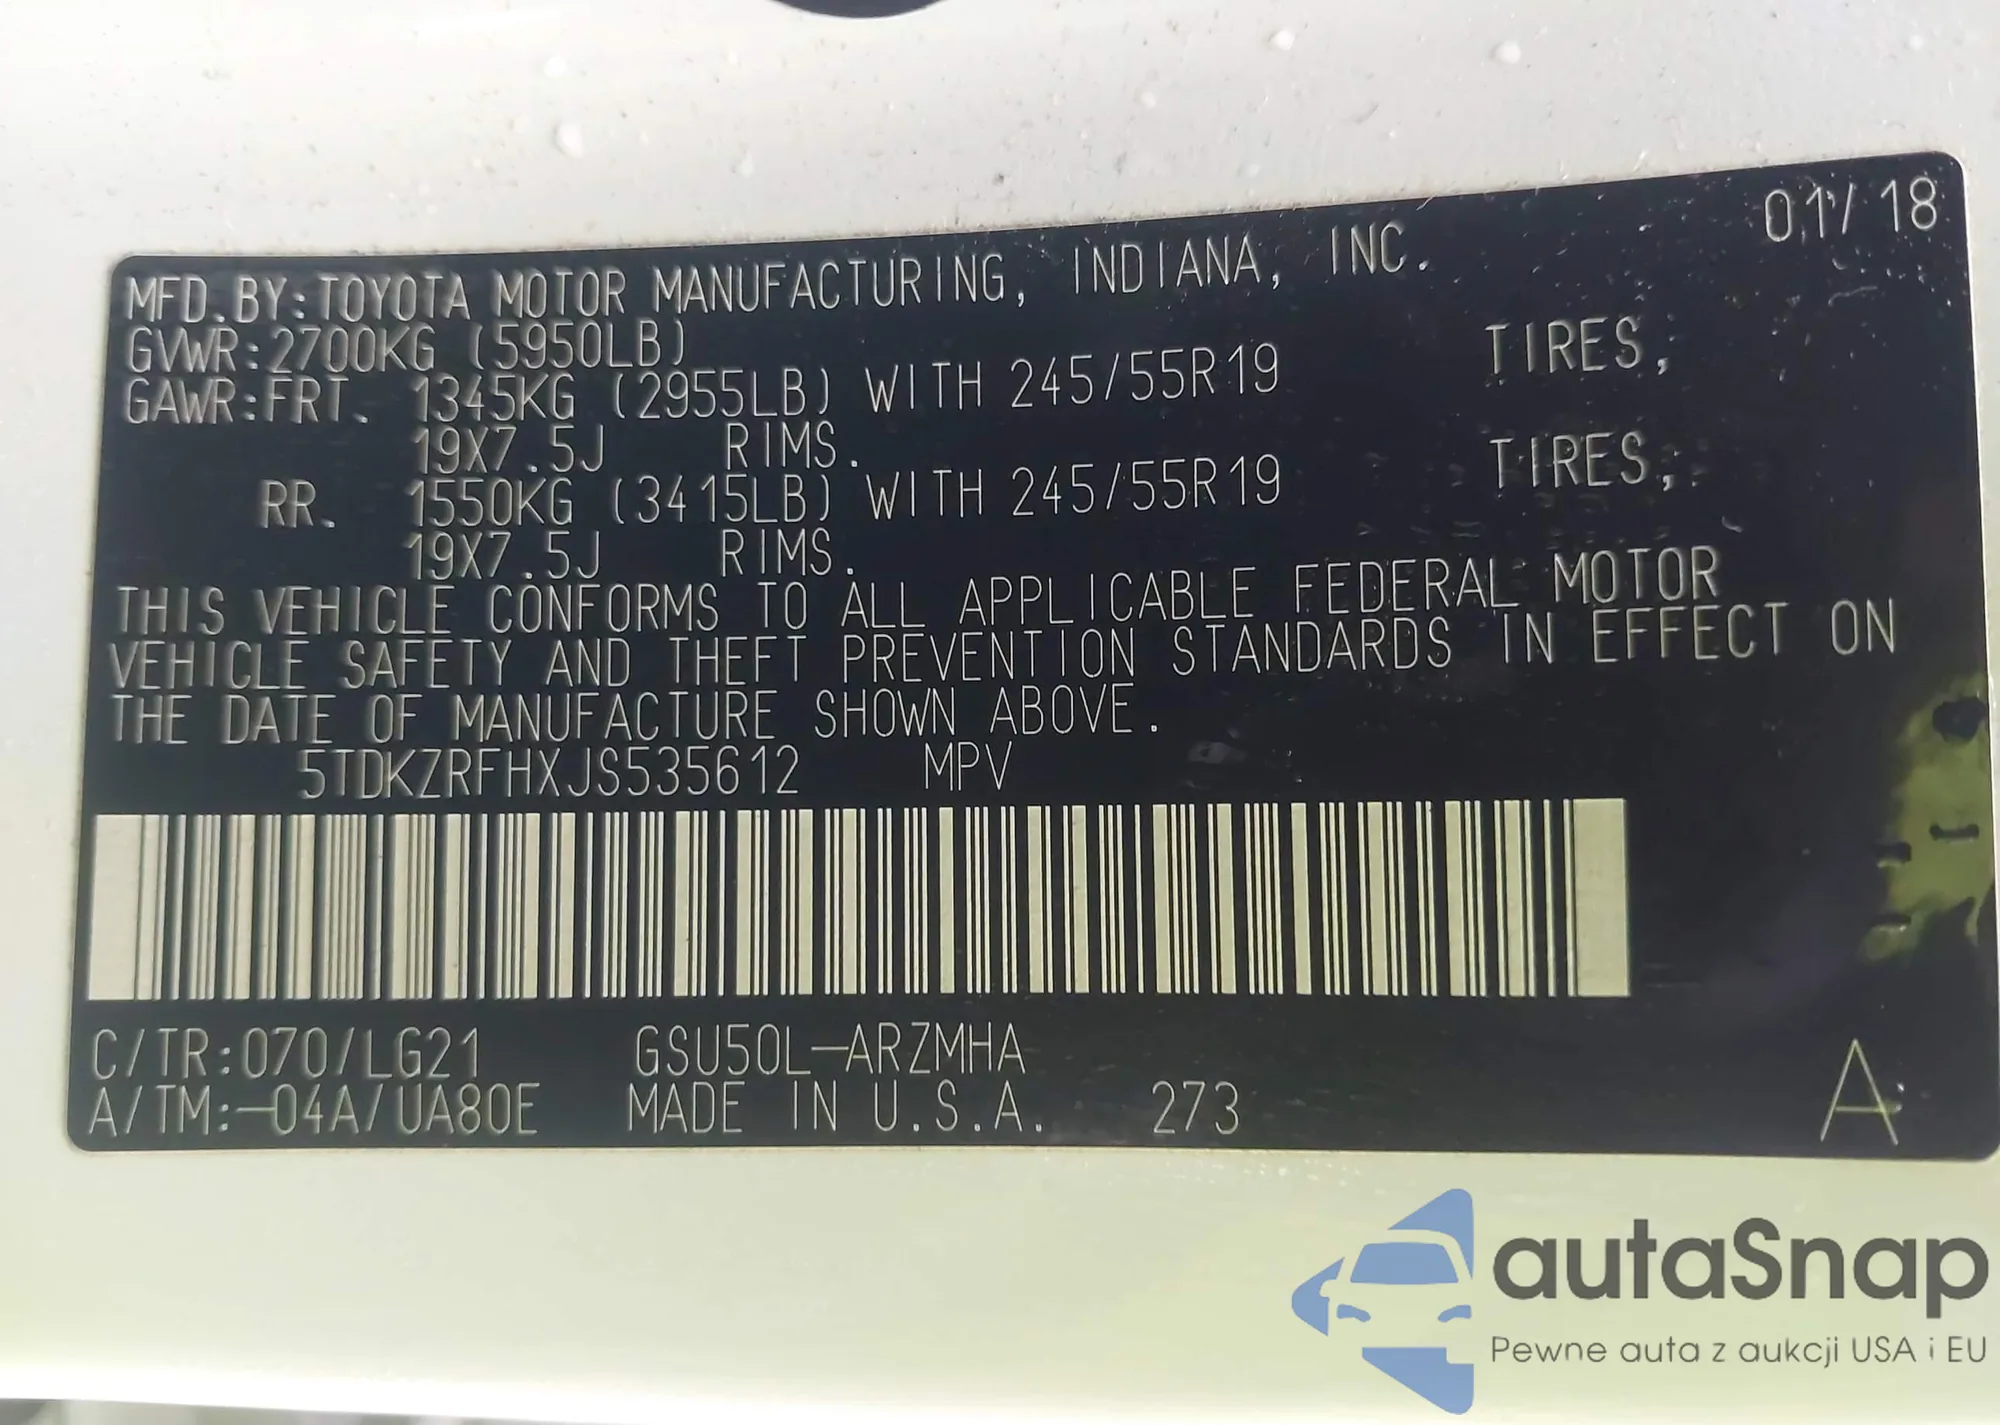 01/18
MFD.BY:TOYOTA MOTOR MANUFACTURING, INDIANA, INC.
GVWR:2700KG (5950LB)
GAWR:FRT. 1345KG (2955LB) WITH 245/55R19 TIRES,
19X7.5J RIMS.
RR. 1550KG (3415LB) WITH 245/55R19 TIRES,
19X7.5J RIMS.
THIS VEHICLE CONFORMS TO ALL APPLICABLE FEDERAL MOTOR
VEHICLE SAFETY AND THEFT PREVENTION STANDARDS IN EFFECT ON
THE DATE OF MANUFACTURE SHOWN ABOVE.
5TDKZRFHXJS535612 MPV
C/TR:070/LG21 GSU50L-ARZMHA
A/TM:-04A/UA80E MADE IN U.S.A. 273 A
autaSnap
Pewne auta z aukcji USA i EU